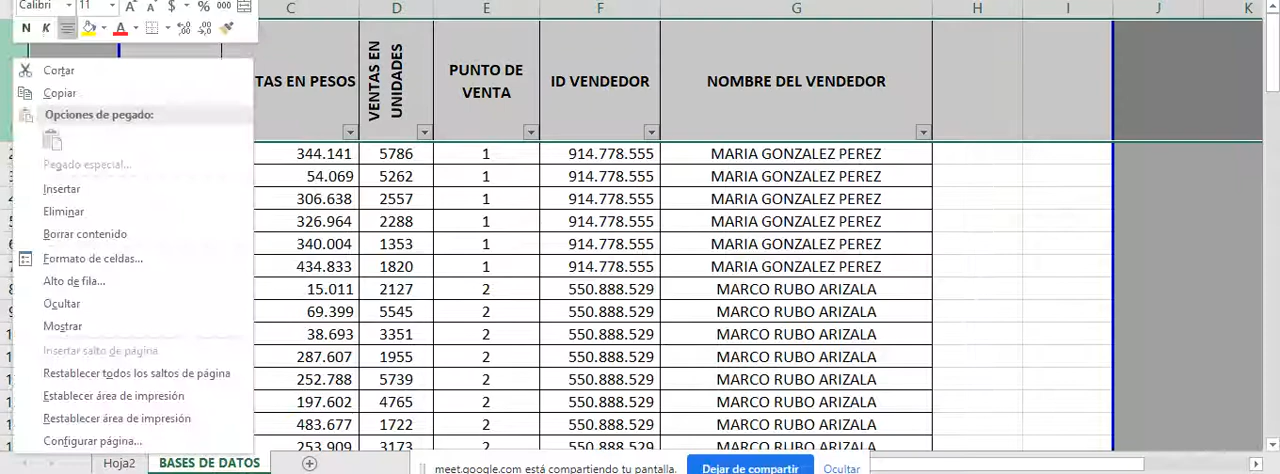 Calibri 11 A A $ % 000
C D E F G H I J K
N K A
TAS EN PESOS VENTAS EN UNIDADES PUNTO DE VENTA ID VENDEDOR NOMBRE DEL VENDEDOR
Cortar
Copiar
Opciones de pegado:
Pegado especial...
Insertar
Eliminar
Borrar contenido
Formato de celdas...
Alto de fila...
Ocultar
Mostrar
Insertar salto de página
Restablecer todos los saltos de página
Establecer área de impresión
Restablecer área de impresión
Configurar página...
344.141 5786 1 914.778.555 MARIA GONZALEZ PEREZ
54.069 5262 1 914.778.555 MARIA GONZALEZ PEREZ
306.638 2557 1 914.778.555 MARIA GONZALEZ PEREZ
326.964 2288 1 914.778.555 MARIA GONZALEZ PEREZ
340.004 1353 1 914.778.555 MARIA GONZALEZ PEREZ
434.833 1820 1 914.778.555 MARIA GONZALEZ PEREZ
15.011 2127 2 550.888.529 MARCO RUBO ARIZALA
69.399 5545 2 550.888.529 MARCO RUBO ARIZALA
38.693 3351 2 550.888.529 MARCO RUBO ARIZALA
287.607 1955 2 550.888.529 MARCO RUBO ARIZALA
252.788 5739 2 550.888.529 MARCO RUBO ARIZALA
197.602 4765 2 550.888.529 MARCO RUBO ARIZALA
483.677 1722 2 550.888.529 MARCO RUBO ARIZALA
253.909 3173 2 550.888.529 MARCO RUBO ARIZALA
Hoja2 BASES DE DATOS
meet.google.com está compartiendo tu pantalla. Dejar de compartir Ocultar